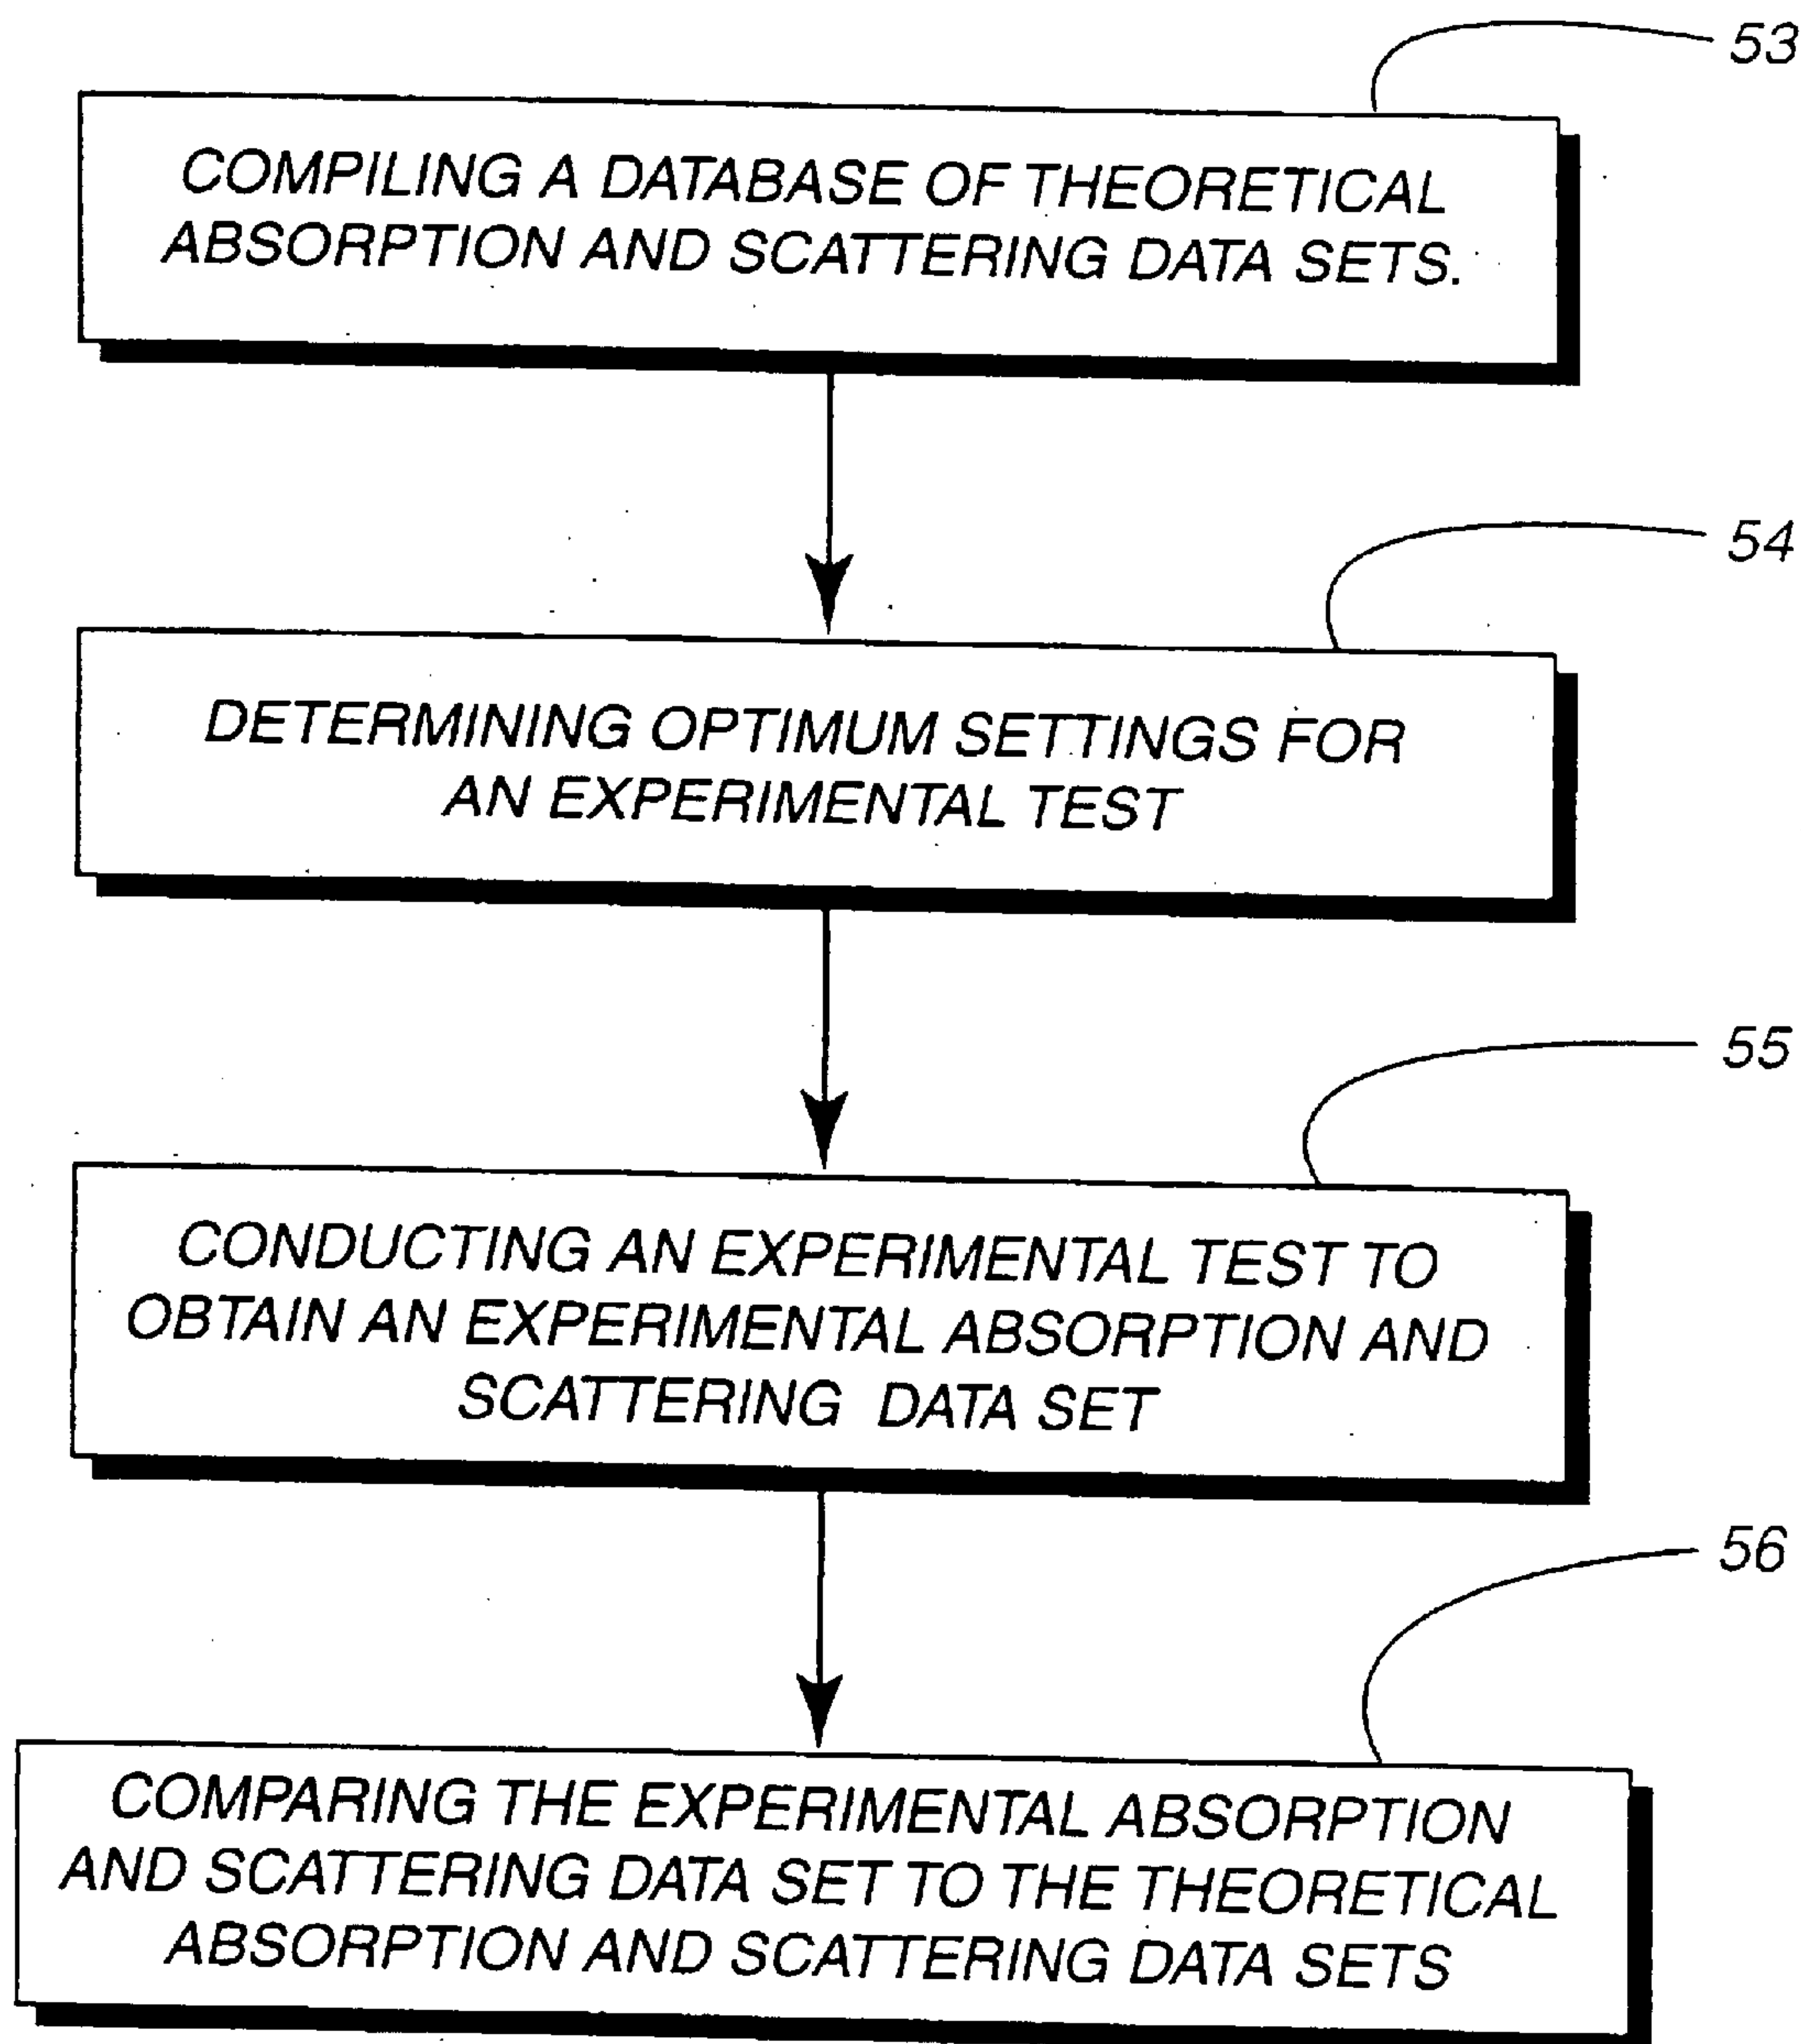 53
COMPILING A DATABASE OF THEORETICAL
ABSORPTION AND SCATTERING DATA SETS.
54
DETERMINING OPTIMUM SETTINGS FOR
AN EXPERIMENTAL TEST
55
CONDUCTING AN EXPERIMENTAL TEST TO
OBTAIN AN EXPERIMENTAL ABSORPTION AND
SCATTERING DATA SET
56
COMPARING THE EXPERIMENTAL ABSORPTION
AND SCATTERING DATA SET TO THE THEORETICAL
ABSORPTION AND SCATTERING DATA SETS